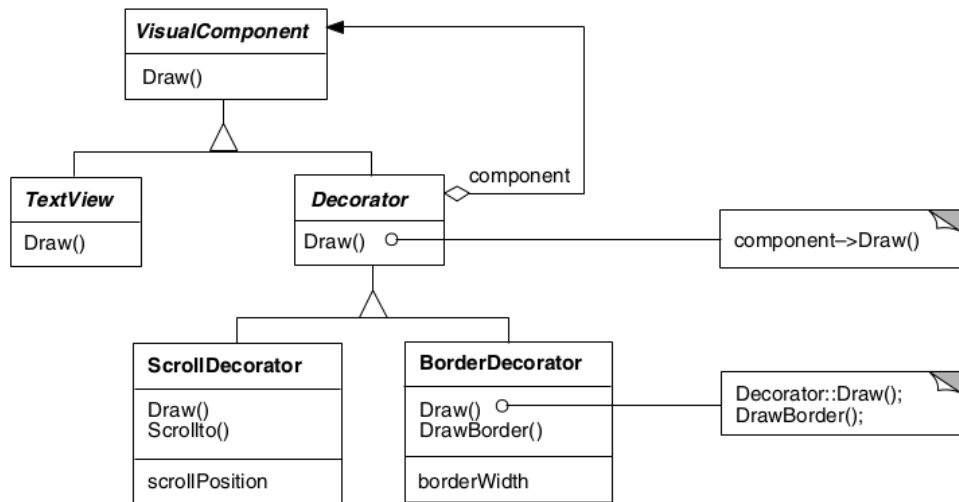 VisualComponent
Draw()
TextView
Draw()
Decorator
Draw()
component
component–>Draw()
ScrollDecorator
Draw()
Scrollto()
scrollPosition
BorderDecorator
Draw()
DrawBorder()
borderWidth
Decorator::Draw();
DrawBorder();